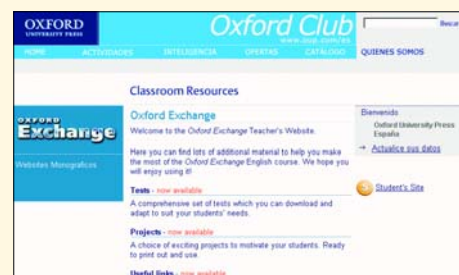 OXFORD
UNIVERSITY PRESS
Oxford Club
www.oup.com/es
Buscar
HOME ACTIVIDADES INTELIGENCIA OFERTAS CATÁLOGO QUIENES SOMOS
Classroom Resources
OXFORD
Exchange
Websites Monograficos
Oxford Exchange
Welcome to the Oxford Exchange Teacher's Website.
Here you can find lots of additional material to help you make
the most of the Oxford Exchange English course. We hope you
will enjoy using it!
Tests - now available
A comprehensive set of tests which you can download and
adapt to suit your students' needs.
Projects - now available
A choice of exciting projects to motivate your students. Ready
to print out and use.
Useful links - now available
Bienvenido
Oxford University Press
España
→ Actualice sus datos
Student's Site